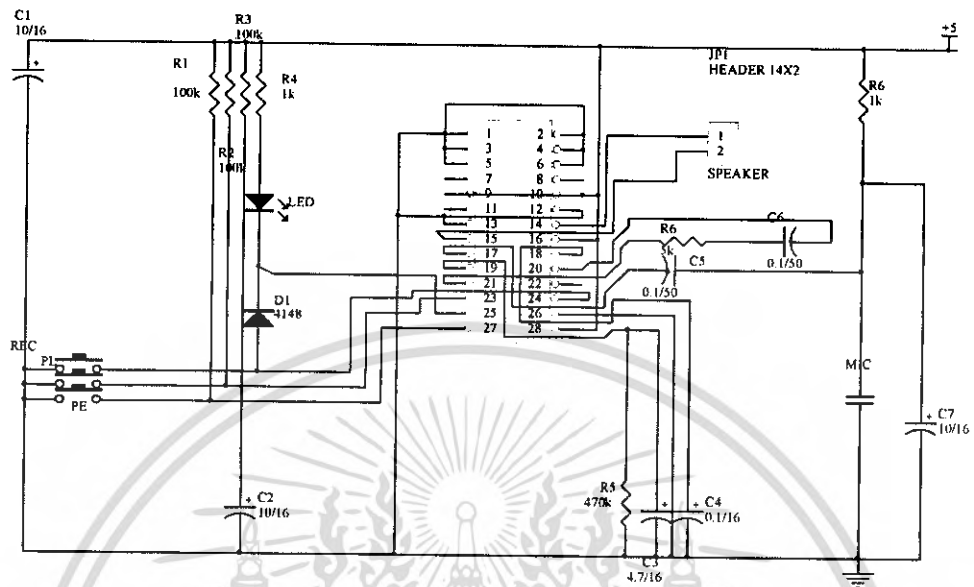 C1
10/16
R3
100k
+5
R1
100k
R4
1k
JP1
HEADER 14X2
R6
1k
R2
100k
1 2
3 4
5 6
7 8
9 10
11 12
13 14
15 16
17 18
19 20
21 22
23 24
25 26
27 28
1
2
SPEAKER
LED
R6
5k
C6
0.1/50
C5
0.1/50
D1
4148
REC
PL
PE
MIC
C7
10/16
C2
10/16
R5
470k
C4
0.1/16
C3
4.7/16